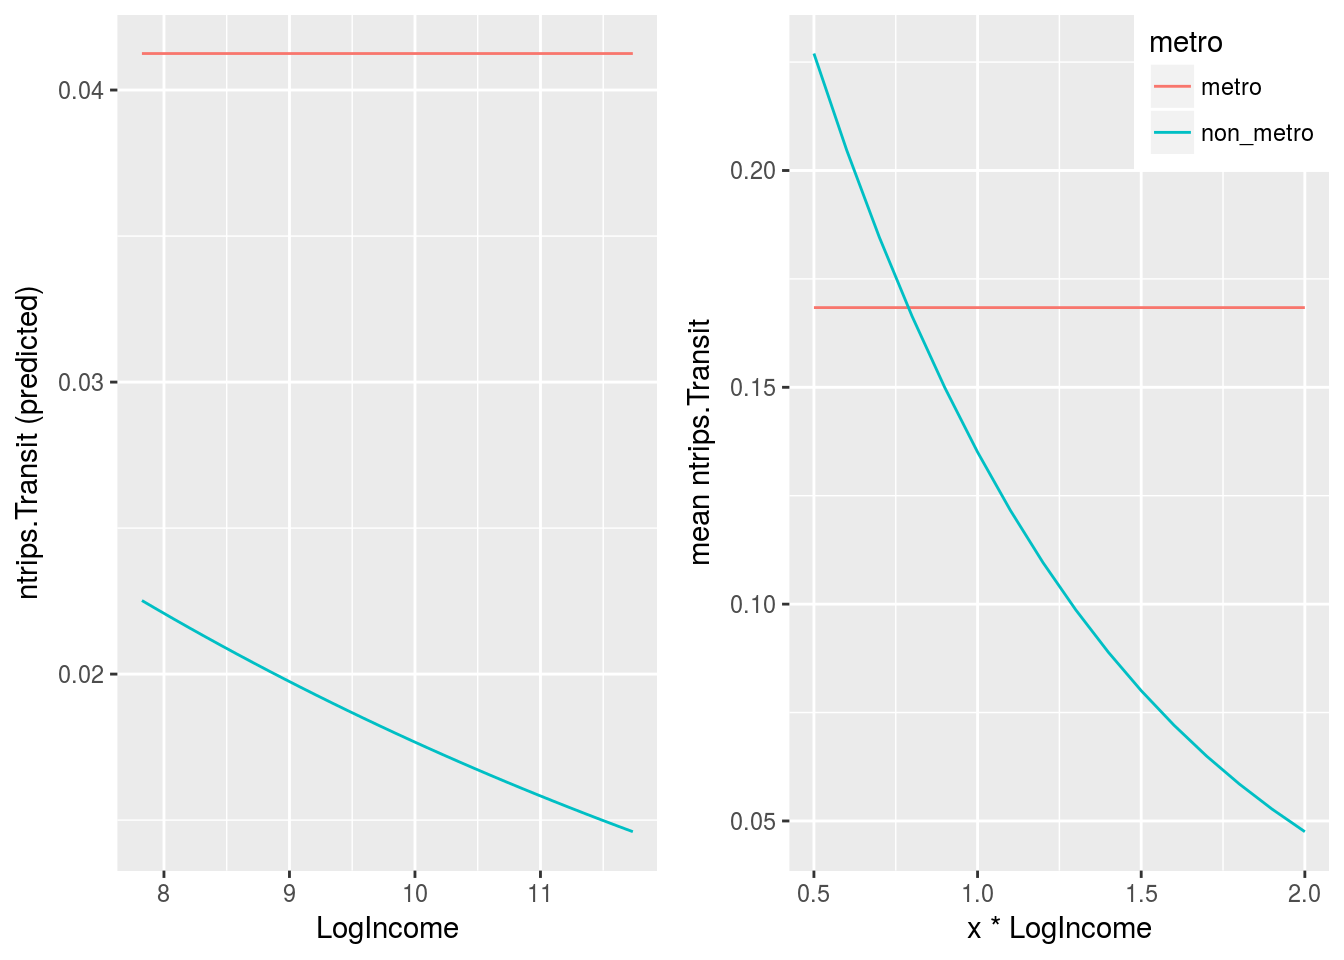 ntrips.Transit (predicted)
0.04
0.03
0.02
8 9 10 11
LogIncome
mean ntrips.Transit
0.20
0.15
0.10
0.05
0.5 1.0 1.5 2.0
x * LogIncome
metro
metro
non_metro